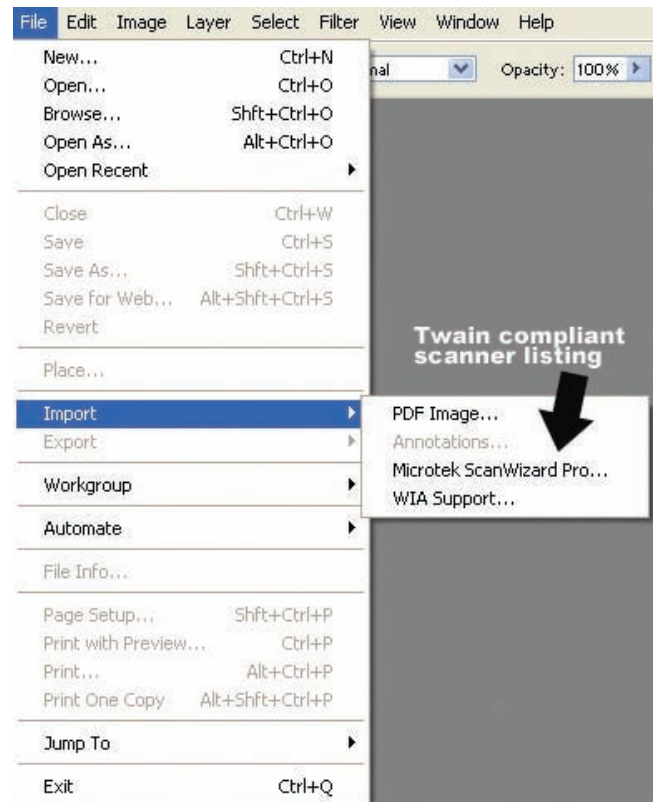 File Edit Image Layer Select Filter View Window Help
nal Opacity: 100%
New... Ctrl+N
Open... Ctrl+O
Browse... Shft+Ctrl+O
Open As... Alt+Ctrl+O
Open Recent
Close Ctrl+W
Save Ctrl+S
Save As... Shft+Ctrl+S
Save for Web... Alt+Shft+Ctrl+S
Revert
Place...
Import
Export
Workgroup
Automate
File Info...
Page Setup... Shft+Ctrl+P
Print with Preview... Ctrl+P
Print... Alt+Ctrl+P
Print One Copy Alt+Shft+Ctrl+P
Jump To
Exit Ctrl+Q
Twain compliant
scanner listing
PDF Image...
Annotations...
Microtek ScanWizard Pro...
WIA Support...